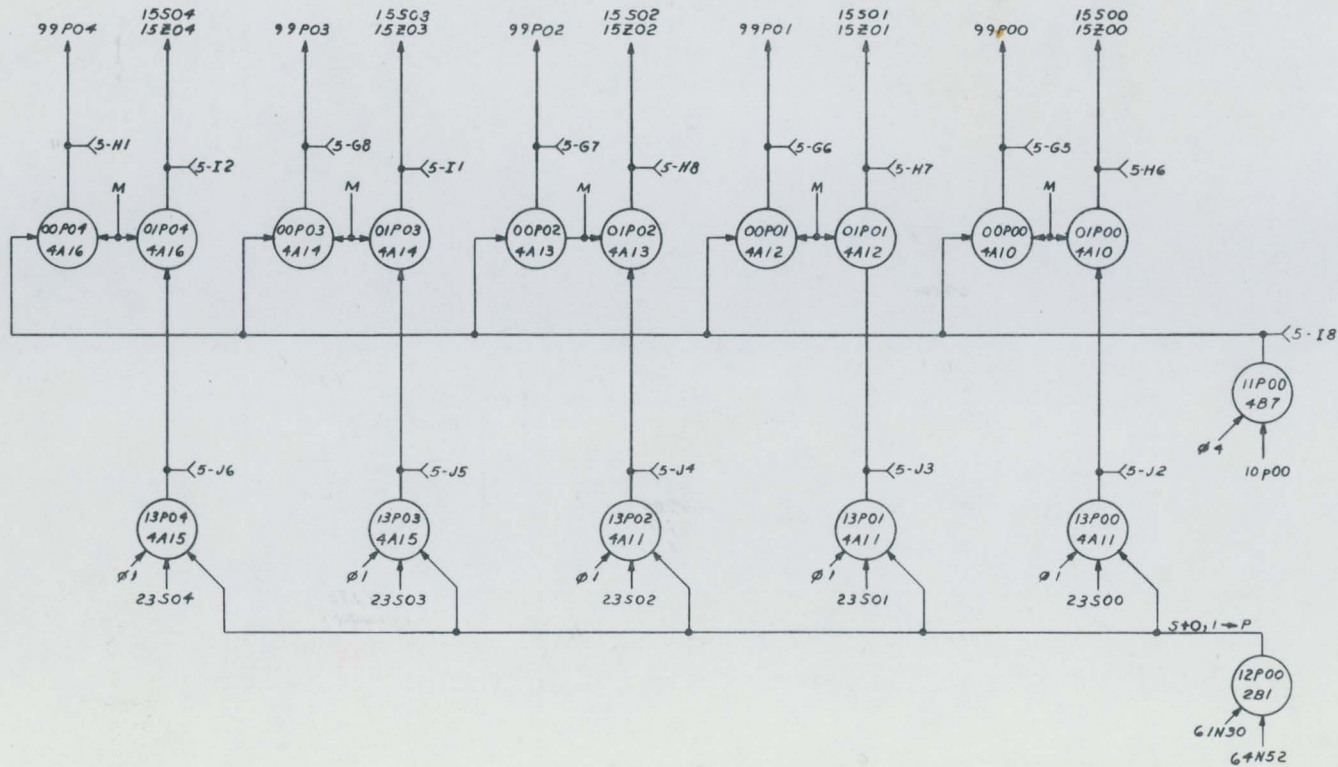 15S04 15S03 15S02 15S01 15S00
99P04 15Z04 99P03 15Z03 99P02 15Z02 99P01 15Z01 99P00 15Z00
5-H1 5-G8 5-G7 5-G6 5-G5
5-I2 5-I1 5-H8 5-H7 5-H6
M M M M M
00P04 01P04 00P03 01P03 00P02 01P02 00P01 01P01 00P00 01P00
4A16 4A16 4A14 4A14 4A13 4A13 4A12 4A12 4A10 4A10
5-I8
11P00
4B7
Ø4
10P00
5-J6 5-J5 5-J4 5-J3 5-J2
13P04 13P03 13P02 13P01 13P00
4A15 4A15 4A11 4A11 4A11
Ø1 Ø1 Ø1 Ø1 Ø1
23S04 23S03 23S02 23S01 23S00
S+0,1→P
12P00
2B1
61N30
64N52